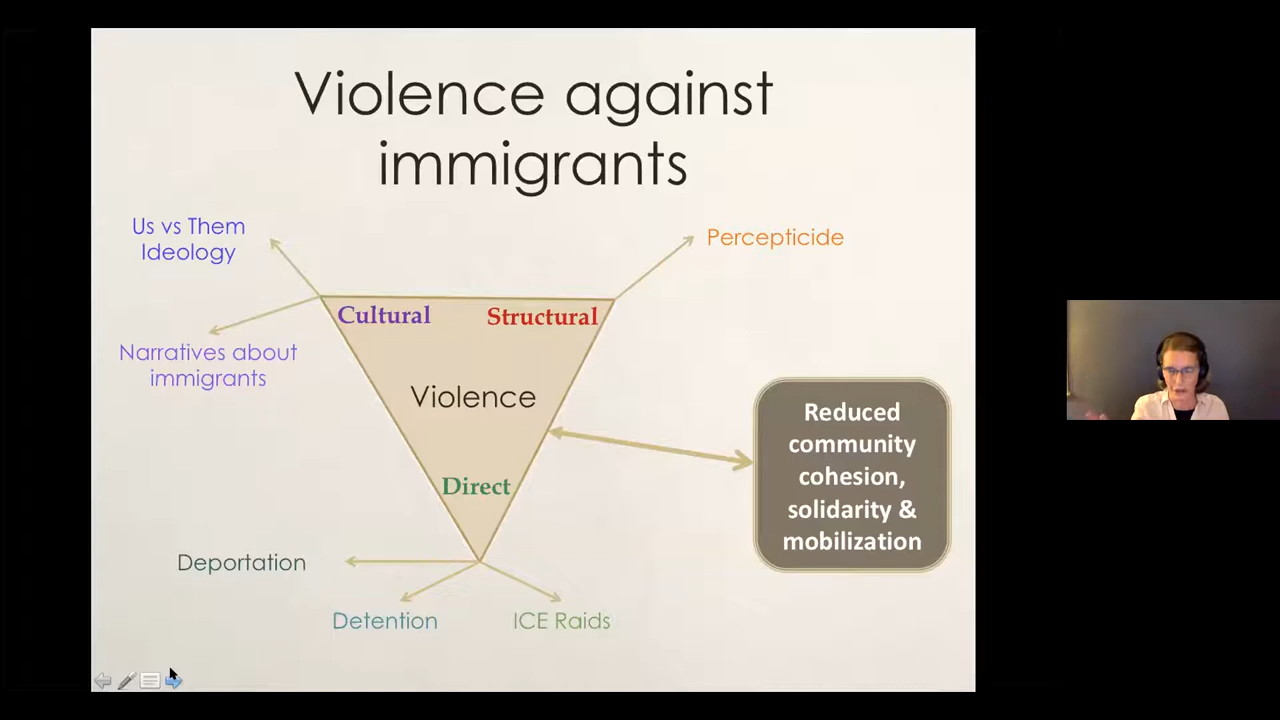 Violence against
immigrants
Us vs Them
Ideology
Percepticide
Cultural
Structural
Narratives about
immigrants
Violence
Reduced
community
cohesion,
solidarity &
mobilization
Direct
Deportation
Detention
ICE Raids